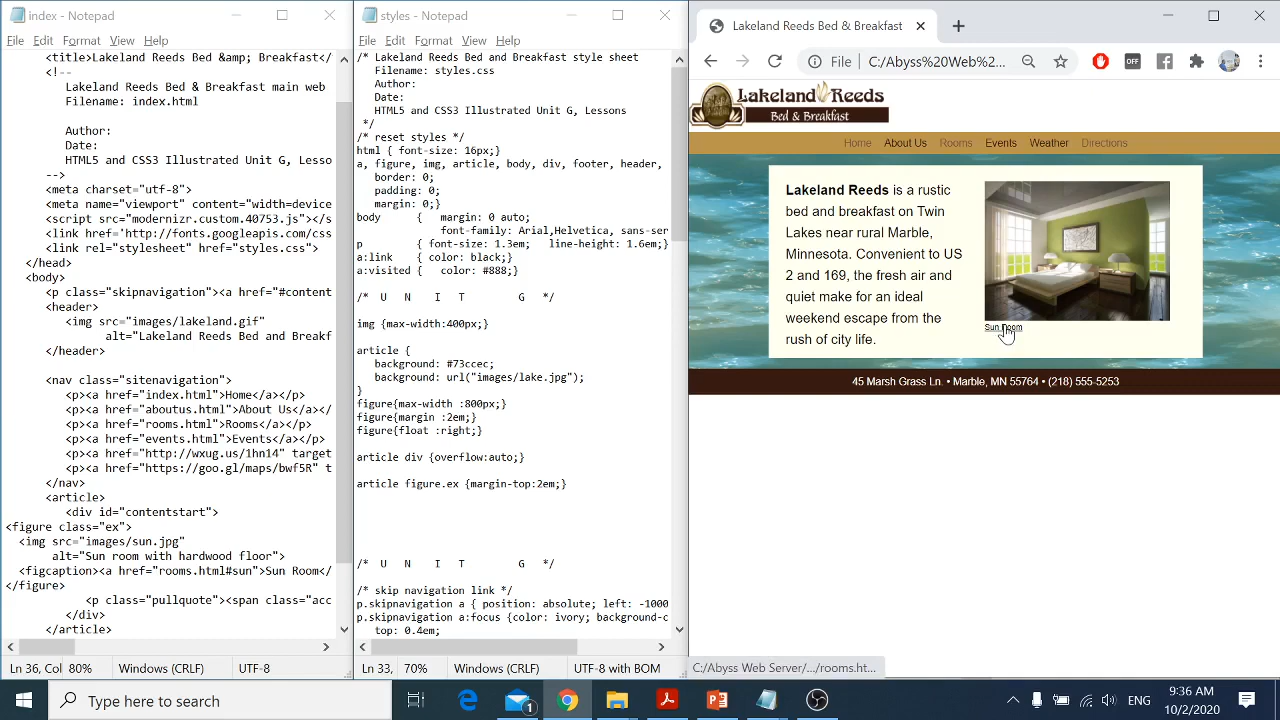 index - Notepad
File Edit Format View Help
<title>Lakeland Reeds Bed &amp; Breakfast</
<!--
Lakeland Reeds Bed & Breakfast main web
Filename: index.html
Author:
Date:
HTML5 and CSS3 Illustrated Unit G, Lesso
-->
<meta charset="utf-8">
<meta name="viewport" content="width=device
<script src="modernizr.custom.40753.js"></s
<link href='http://fonts.googleapis.com/css
<link rel="stylesheet" href="styles.css">
</head>
<body>
<p class="skipnavigation"><a href="#content
<header>
<img src="images/lakeland.gif"
alt="Lakeland Reeds Bed and Breakf
</header>
<nav class="sitenavigation">
<p><a href="index.html">Home</a></p>
<p><a href="aboutus.html">About Us</a></
<p><a href="rooms.html">Rooms</a></p>
<p><a href="events.html">Events</a></p>
<p><a href="http://wxug.us/1hn14" target
<p><a href="https://goo.gl/maps/bwf5R" t
</nav>
<article>
<div id="contentstart">
<figure class="ex">
<img src="images/sun.jpg"
alt="Sun room with hardwood floor">
<figcaption><a href="rooms.html#sun">Sun Room</
</figure>
<p class="pullquote"><span class="acc
</div>
</article>
Ln 36, Col 80% Windows (CRLF) UTF-8
styles - Notepad
File Edit Format View Help
/* Lakeland Reeds Bed and Breakfast style sheet
Filename: styles.css
Author:
Date:
HTML5 and CSS3 Illustrated Unit G, Lessons
*/
/* reset styles */
html { font-size: 16px;}
a, figure, img, article, body, div, footer, header,
border: 0;
padding: 0;
margin: 0;}
body { margin: 0 auto;
font-family: Arial,Helvetica, sans-ser
p { font-size: 1.3em; line-height: 1.6em;}
a:link { color: black;}
a:visited { color: #888;}
/* U N I T G */
img {max-width:400px;}
article {
background: #73ccec;
background: url("images/lake.jpg");
}
figure{max-width :800px;}
figure{margin :2em;}
figure{float :right;}
article div {overflow:auto;}
article figure.ex {margin-top:2em;}
/* U N I T G */
/* skip navigation link */
p.skipnavigation a { position: absolute; left: -1000
p.skipnavigation a:focus {color: ivory; background-c
top: 0.4em;
Ln 33, 70% Windows (CRLF) UTF-8 with BOM
Lakeland Reeds Bed & Breakfast
File C:/Abyss%20Web%2... OFF
Lakeland Reeds
Bed & Breakfast
Home About Us Rooms Events Weather Directions
Lakeland Reeds is a rustic
bed and breakfast on Twin
Lakes near rural Marble,
Minnesota. Convenient to US
2 and 169, the fresh air and
quiet make for an ideal
weekend escape from the
rush of city life.
Sun Room
45 Marsh Grass Ln. • Marble, MN 55764 • (218) 555-5253
C:/Abyss Web Server/.../rooms.ht...
Type here to search
1
ENG
9:36 AM
10/2/2020